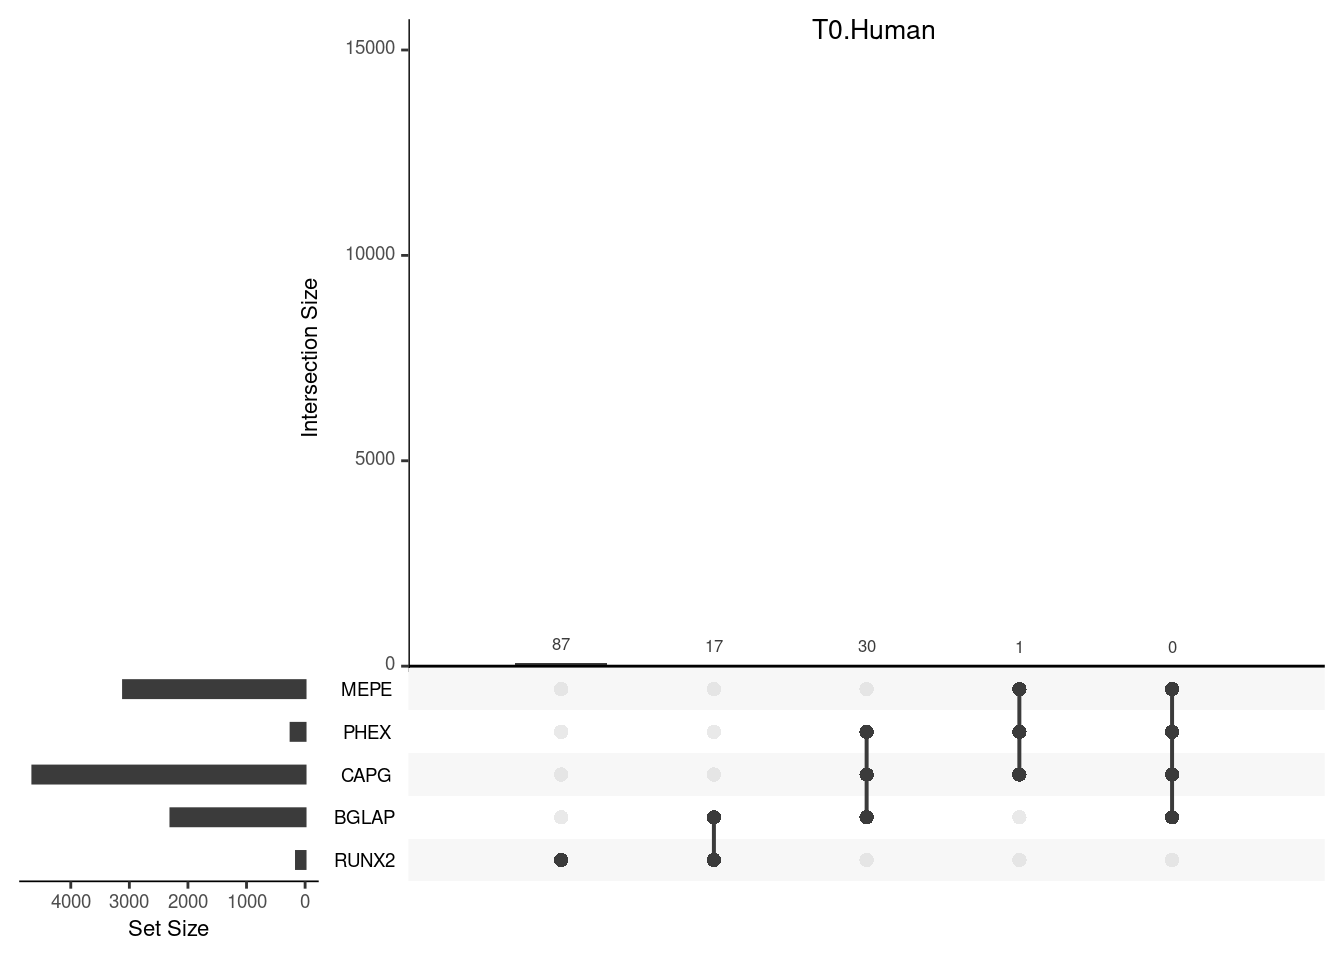 T0.Human
15000
10000
5000
0
Intersection Size
87 17 30 1 0
MEPE
PHEX
CAPG
BGLAP
RUNX2
4000 3000 2000 1000 0
Set Size